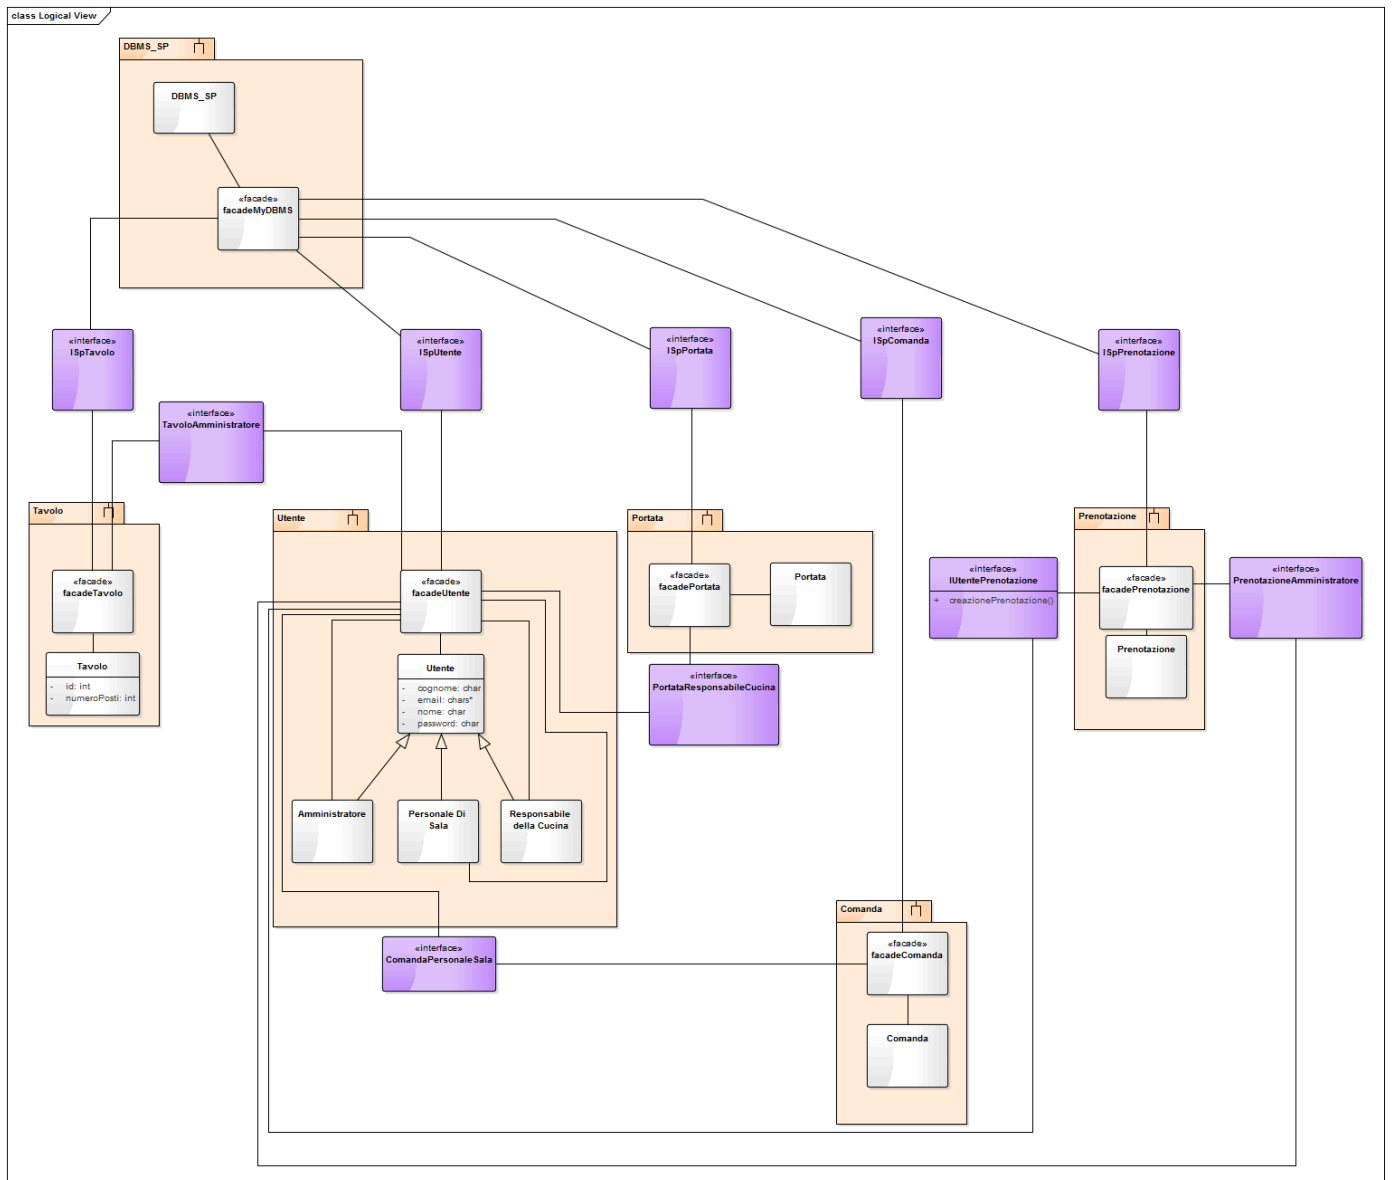 class Logical View
DBMS_SP
DBMS_SP
«facade»
facadeMyDBMS
«interface»
ISpTavolo
«interface»
ISpUtente
«interface»
ISpPortata
«interface»
ISpComanda
«interface»
ISpPrenotazione
«interface»
TavoloAmministratore
Tavolo
«facade»
facadeTavolo
Tavolo
- id: int
- numeroPosti: int
Utente
«facade»
facadeUtente
Utente
- cognome: char
- email: chars*
- nome: char
- password: char
Amministratore
Personale Di
Sala
Responsabile
della Cucina
Portata
«facade»
facadePortata
Portata
«interface»
PortataResponsabileCucina
«interface»
IUtentePrenotazione
+ creazionePrenotazione()
Prenotazione
«facade»
facadePrenotazione
Prenotazione
«interface»
PrenotazioneAmministratore
«interface»
ComandaPersonaleSala
Comanda
«facade»
facadeComanda
Comanda